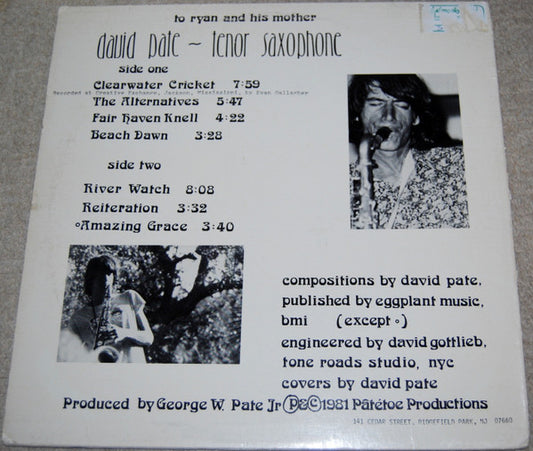 to ryan and his mother
david pate ~ tenor saxophone
side one
Clearwater Cricket 7:59
Recorded at Creative Exchange, Jackson, Mississippi, by Evan Gallagher
The Alternatives 5:47
Fair Haven Knell 4:22
Beach Dawn 3:28
side two
River Watch 8:08
Reiteration 3:32
°Amazing Grace 3:40
compositions by david pate,
published by eggplant music,
bmi (except °)
engineered by david gottlieb,
tone roads studio, nyc
covers by david pate
Produced by George W. Pate Jr ℗&©1981 Pâtétoe Productions
141 CEDAR STREET, RIDGEFIELD PARK, NJ 07660